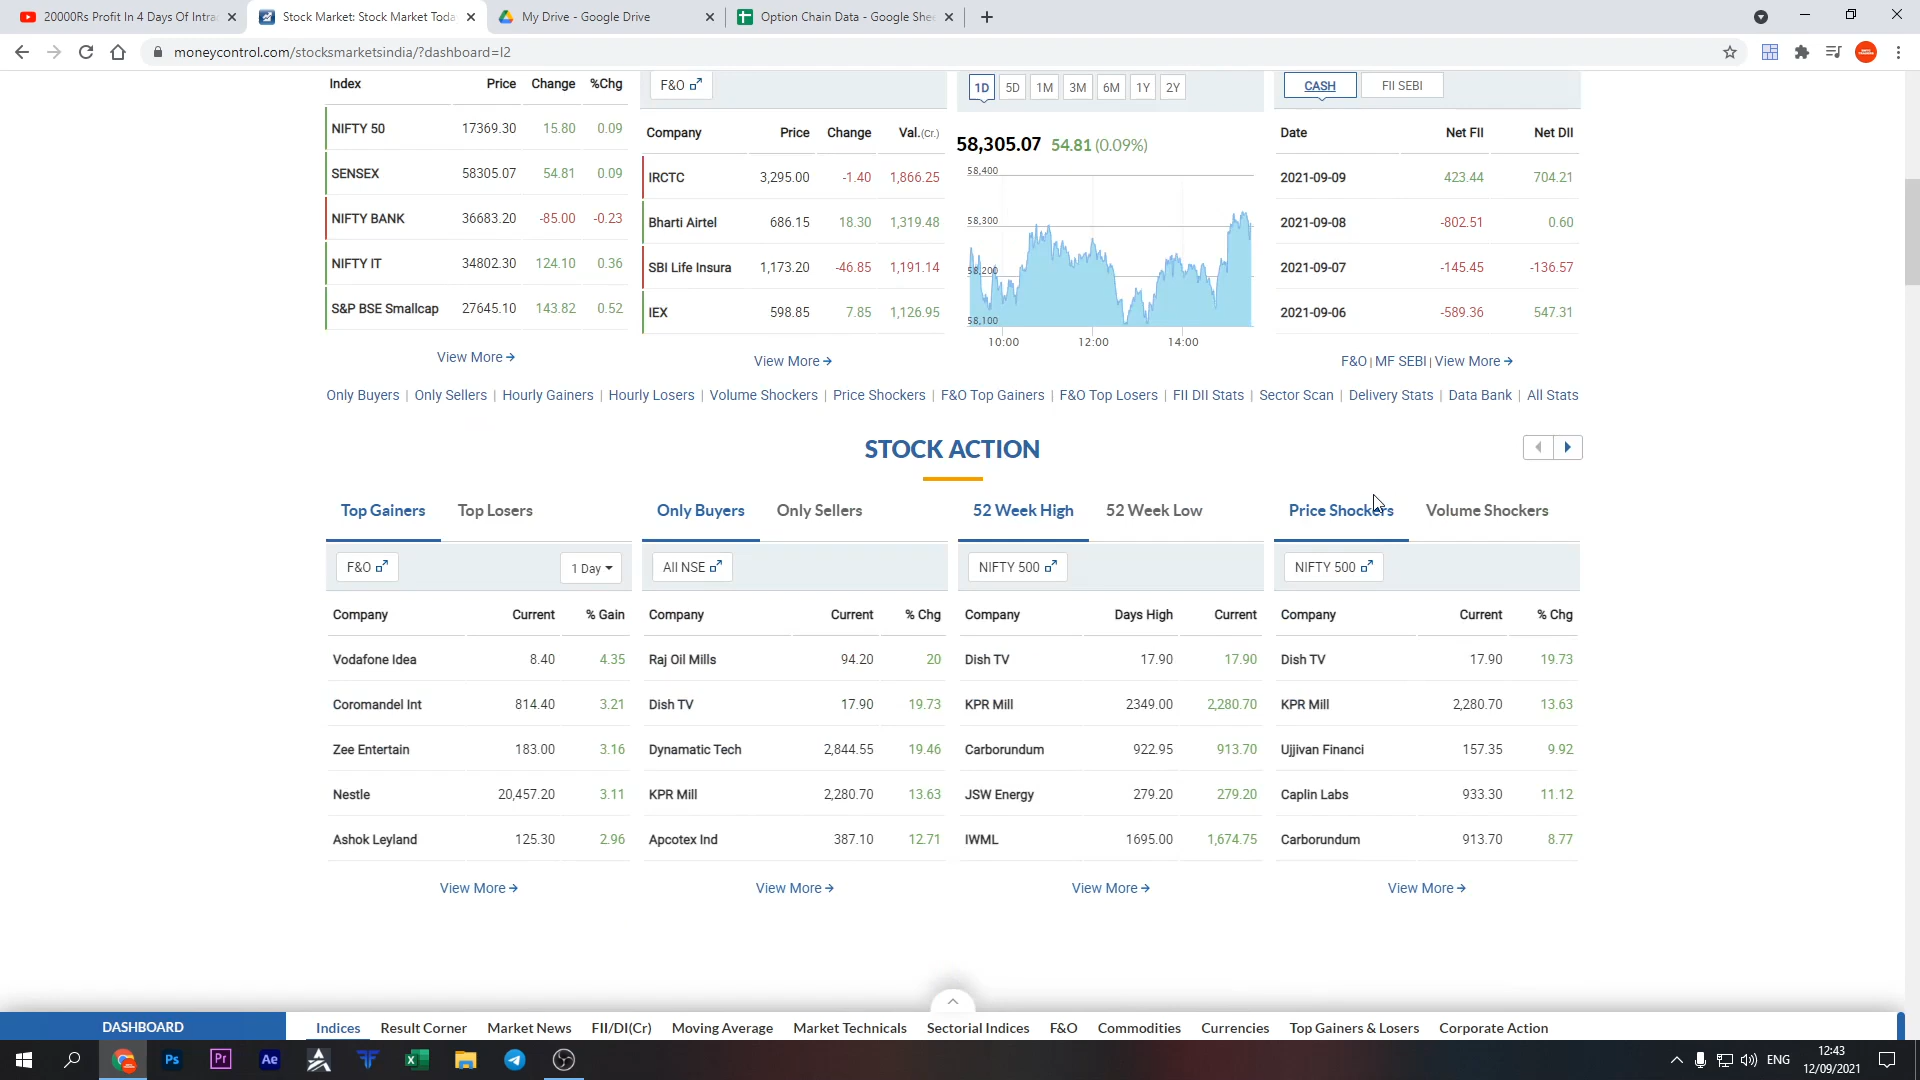 20000Rs Profit In 4 Days Of Intra
Stock Market: Stock Market Toda
My Drive - Google Drive
Option Chain Data - Google She
moneycontrol.com/stocksmarketsindia/?dashboard=I2
Index Price Change %Chg
NIFTY 50 17369.30 15.80 0.09
SENSEX 58305.07 54.81 0.09
NIFTY BANK 36683.20 -85.00 -0.23
NIFTY IT 34802.30 124.10 0.36
S&P BSE Smallcap 27645.10 143.82 0.52
View More
F&O
Company Price Change Val.(Cr.)
IRCTC 3,295.00 -1.40 1,866.25
Bharti Airtel 686.15 18.30 1,319.48
SBI Life Insura 1,173.20 -46.85 1,191.14
IEX 598.85 7.85 1,126.95
View More
1D 5D 1M 3M 6M 1Y 2Y
58,305.07 54.81 (0.09%)
58,400
58,300
58,200
58,100
10:00 12:00 14:00
CASH FII SEBI
Date Net FII Net DII
2021-09-09 423.44 704.21
2021-09-08 -802.51 0.60
2021-09-07 -145.45 -136.57
2021-09-06 -589.36 547.31
F&O | MF SEBI | View More
Only Buyers | Only Sellers | Hourly Gainers | Hourly Losers | Volume Shockers | Price Shockers | F&O Top Gainers | F&O Top Losers | FII DII Stats | Sector Scan | Delivery Stats | Data Bank | All Stats
STOCK ACTION
Top Gainers Top Losers
F&O 1 Day
Company Current % Gain
Vodafone Idea 8.40 4.35
Coromandel Int 814.40 3.21
Zee Entertain 183.00 3.16
Nestle 20,457.20 3.11
Ashok Leyland 125.30 2.96
View More
Only Buyers Only Sellers
All NSE
Company Current % Chg
Raj Oil Mills 94.20 20
Dish TV 17.90 19.73
Dynamatic Tech 2,844.55 19.46
KPR Mill 2,280.70 13.63
Apcotex Ind 387.10 12.71
View More
52 Week High 52 Week Low
NIFTY 500
Company Days High Current
Dish TV 17.90 17.90
KPR Mill 2349.00 2,280.70
Carborundum 922.95 913.70
JSW Energy 279.20 279.20
IWML 1695.00 1,674.75
View More
Price Shockers Volume Shockers
NIFTY 500
Company Current % Chg
Dish TV 17.90 19.73
KPR Mill 2,280.70 13.63
Ujjivan Financi 157.35 9.92
Caplin Labs 933.30 11.12
Carborundum 913.70 8.77
View More
DASHBOARD Indices Result Corner Market News FII/DI(Cr) Moving Average Market Technicals Sectorial Indices F&O Commodities Currencies Top Gainers & Losers Corporate Action
Ps Pr Ae
ENG
12:43
12/09/2021